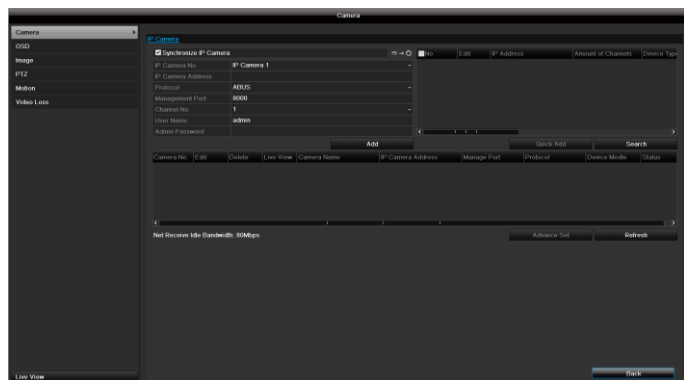 Camera
Camera
OSD
Image
PTZ
Motion
Video Loss
Live View
IP Camera
Synchronize IP Camera
IP Camera No. IP Camera 1
IP Camera Address
Protocol ABUS
Management Port 8000
Channel No. 1
User Name admin
Admin Password
Add
No. Edit IP Address Amount of Channels Device Typ
Quick Add Search
Camera No. Edit Delete Live View Camera Name IP Camera Address Manage Port Protocol Device Modle Status
Net Receive Idle Bandwidth: 80Mbps
Advance Set Refresh
Back